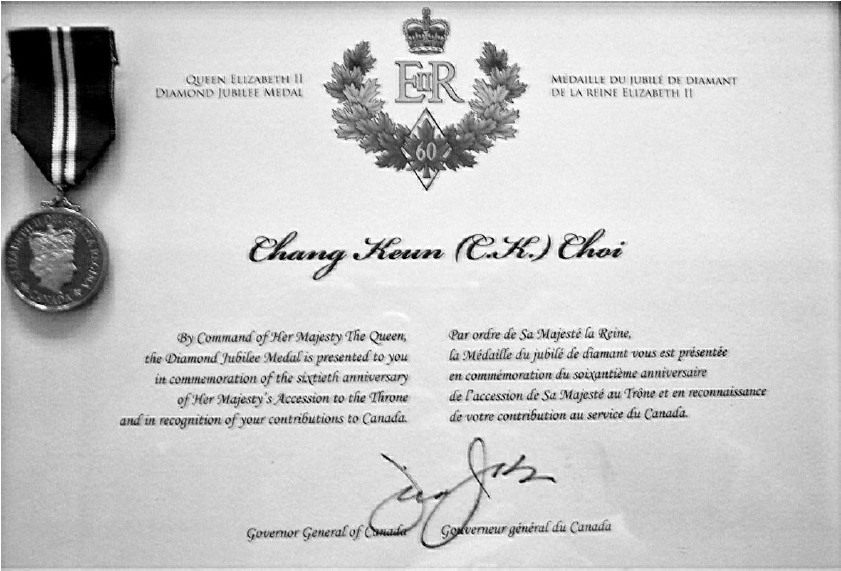 QUEEN ELIZABETH II
DIAMOND JUBILEE MEDAL
EIIR
60
MÉDAILLE DU JUBILÉ DE DIAMANT
DE LA REINE ELIZABETH II
Chang Keun (C.K.) Choi
By Command of Her Majesty The Queen,
the Diamond Jubilee Medal is presented to you
in commemoration of the sixtieth anniversary
of Her Majesty's Accession to the Throne
and in recognition of your contributions to Canada.
Par ordre de Sa Majesté la Reine,
la Médaille du jubilé de diamant vous est présentée
en commémoration du soixantième anniversaire
de l'accession de Sa Majesté au Trône et en reconnaissance
de votre contribution au service du Canada.
Governor General of Canada
Gouverneur général du Canada
CANADA